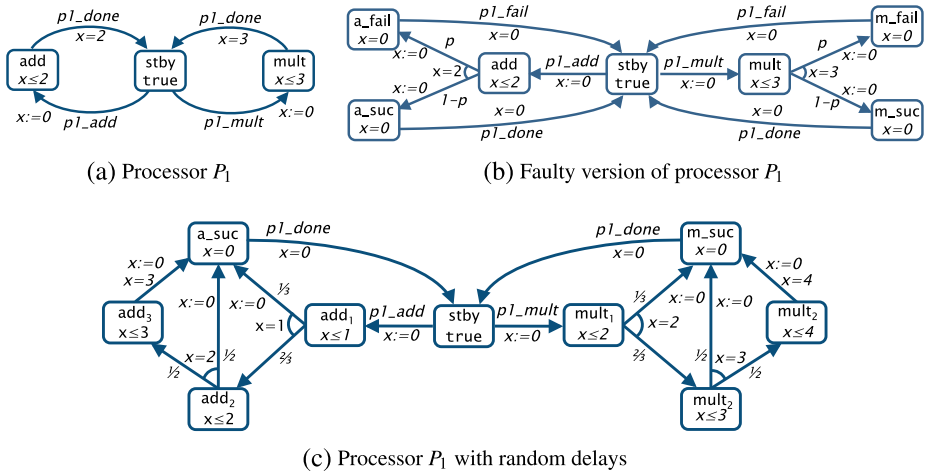 p1_done
x=2
p1_done
x=3
add
x≤2
stby
true
mult
x≤3
x:=0
p1_add
p1_mult
x:=0
(a) Processor P1
a_fail
x=0
p1_fail
x=0
p1_fail
x=0
m_fail
x=0
x:=0
p
x:=0
x=2
add
x≤2
p1_add
x:=0
stby
true
p1_mult
x:=0
mult
x≤3
p
x:=0
x=3
x:=0
1-p
1-p
a_suc
x=0
x=0
p1_done
x=0
p1_done
m_suc
x=0
(b) Faulty version of processor P1
a_suc
x=0
p1_done
x=0
p1_done
x=0
m_suc
x=0
x:=0
x=3
x:=0
x:=0
⅓
⅓
x:=0
x:=0
x:=0
x=4
add3
x≤3
x=1
add1
x≤1
p1_add
x:=0
stby
true
p1_mult
x:=0
mult1
x≤2
x=2
mult2
x≤4
x=2
½
½
⅔
⅔
½
x=3
½
add2
x≤2
mult2
x≤3
(c) Processor P1 with random delays